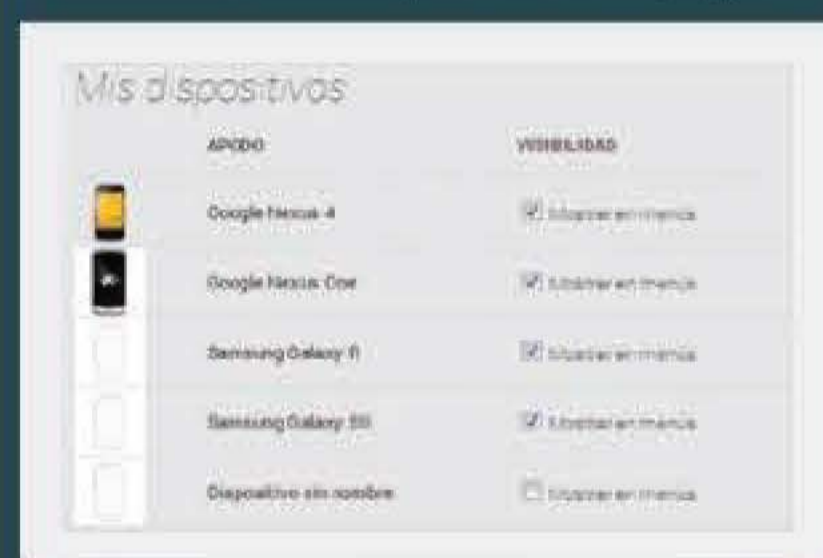 Mis dispositivos
APODO VISIBILIDAD
Google Nexus 4 Mostrar en menús
Google Nexus One Mostrar en menús
Samsung Galaxy Mostrar en menús
Samsung Galaxy Mostrar en menús
Dispositivo sin nombre Mostrar en menús